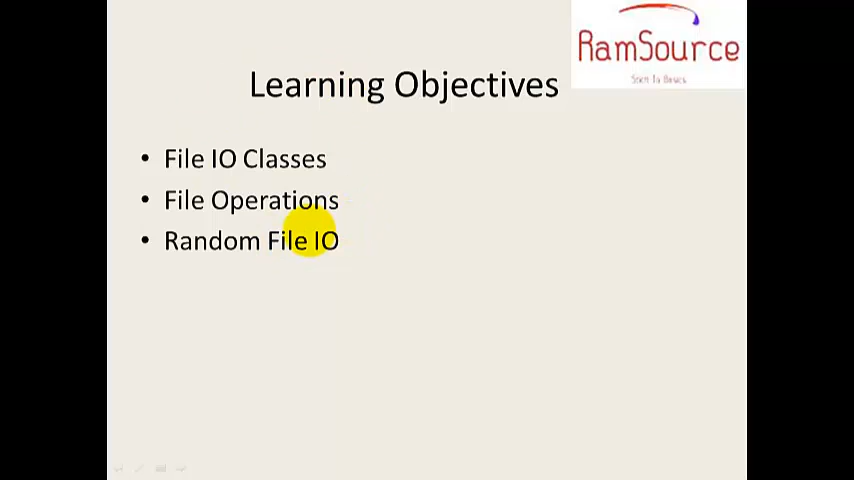 RamSource
Learning Objectives
• File IO Classes
• File Operations
• Random File IO